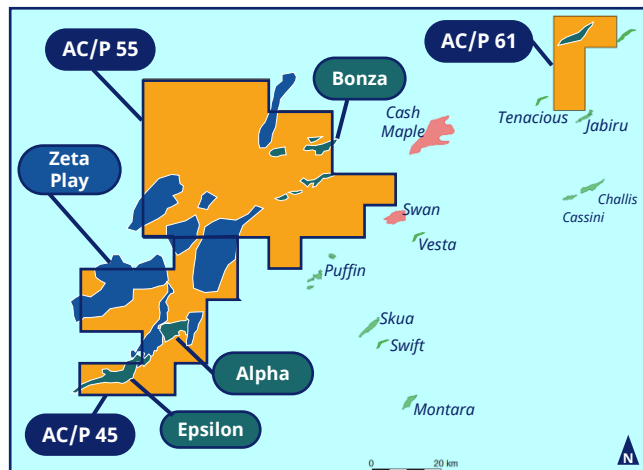 AC/P 55
AC/P 61
Bonza
Cash
Maple
Tenacious
Jabiru
Zeta
Play
Challis
Cassini
Swan
Vesta
Puffin
Skua
Swift
Alpha
Montara
Epsilon
AC/P 45
0
20 km
N